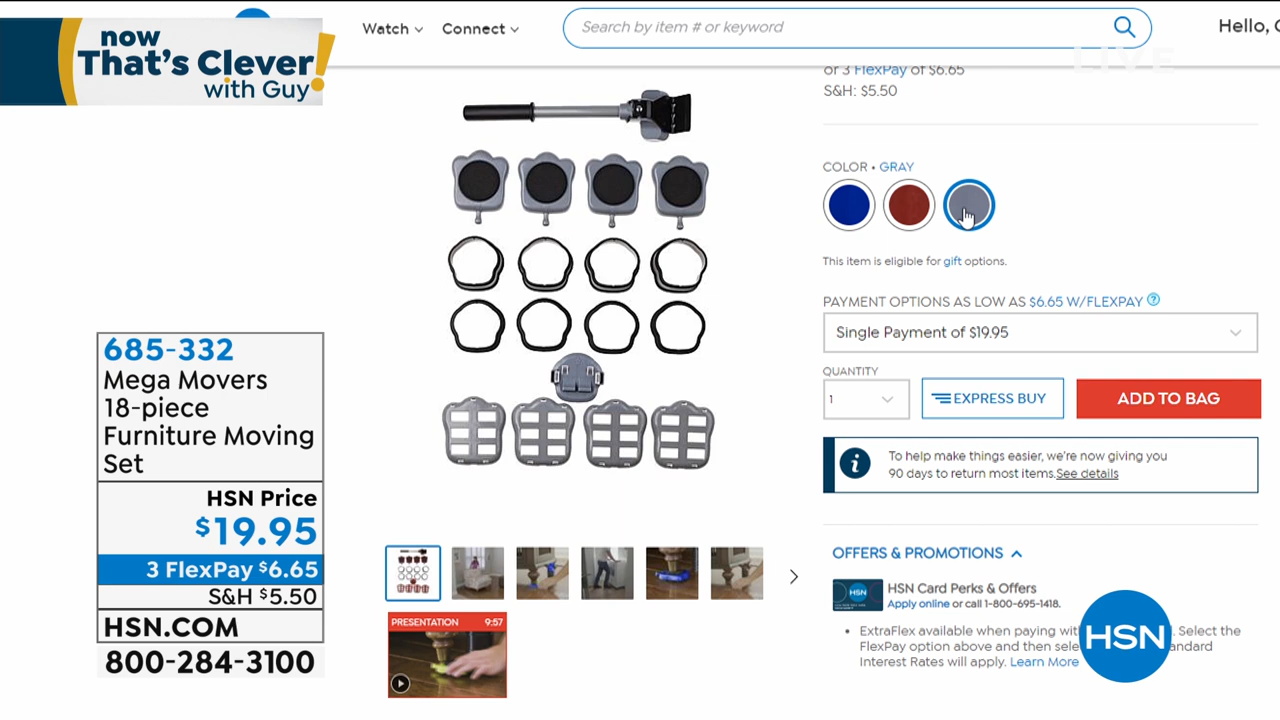 now
That's Clever!
with Guy
Watch
Connect
Search by item # or keyword
Hello,
LIVE
or 3 FlexPay of $6.65
S&H: $5.50
COLOR • GRAY
This item is eligible for gift options.
PAYMENT OPTIONS AS LOW AS $6.65 W/FLEXPAY ?
Single Payment of $19.95
QUANTITY
1
EXPRESS BUY
ADD TO BAG
i
To help make things easier, we're now giving you
90 days to return most items.See details
OFFERS & PROMOTIONS
HSN
HSN Card Perks & Offers
Apply online or call 1-800-695-1418.
• ExtraFlex available when paying . Select the
FlexPay option above and then
Interest Rates will apply. Learn More
HSN
685-332
Mega Movers
18-piece
Furniture Moving
Set
HSN Price
$19.95
3 FlexPay $6.65
S&H $5.50
HSN.COM
800-284-3100
PRESENTATION 9:57